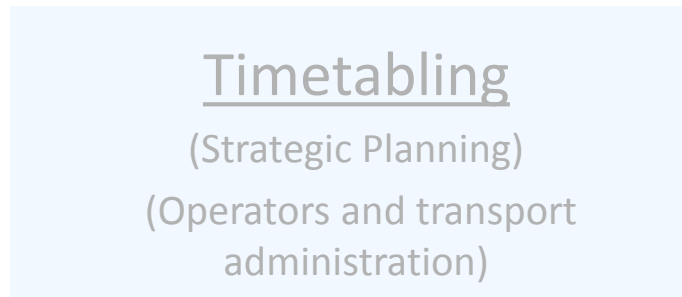 Timetabling
(Strategic Planning)
(Operators and transport
administration)